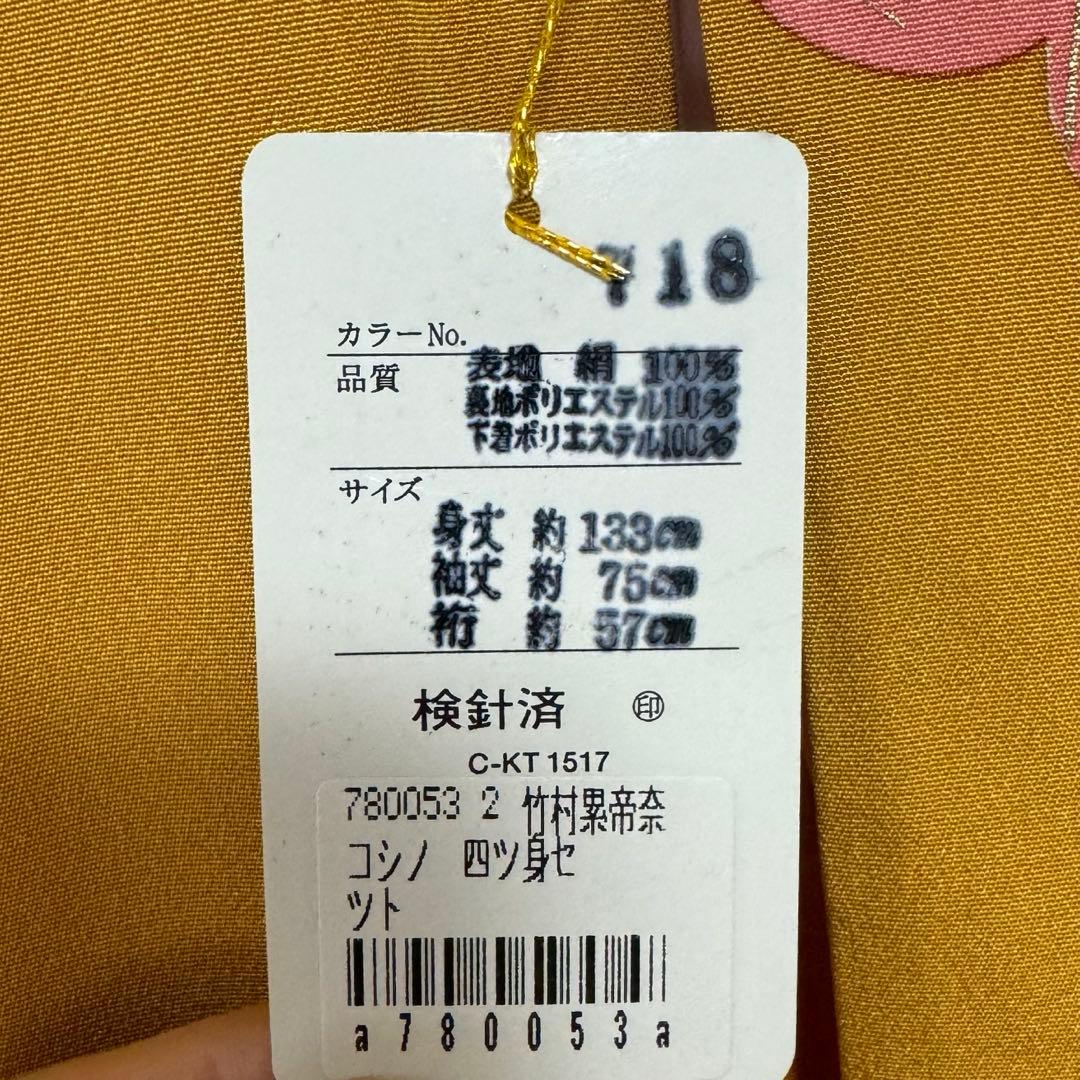 718
カラーNo.
品質 表地 絹 100%
裏地ポリエステル100%
下着ポリエステル100%
サイズ
身丈 約 133cm
袖丈 約 75cm
裄 約 57cm
検針済 ㊞
C-KT 1517
780053 2 竹村累帝奈
コシノ 四ツ身セ
ツト
a780053a